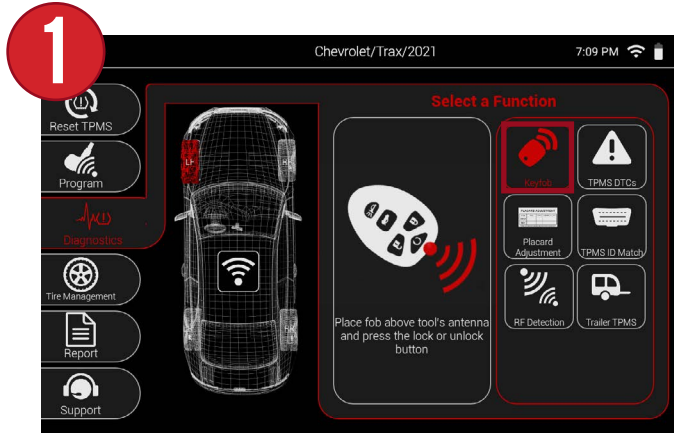 1
Chevrolet/Trax/2021
7:09 PM
Reset TPMS
Program
Diagnostics
Tire Management
Report
Support
LF
Select a Function
Place fob above tool's antenna
and press the lock or unlock
button
Keyfob
TPMS DTCs
Placard
Adjustment
TPMS ID Match
RF Detection
Trailer TPMS